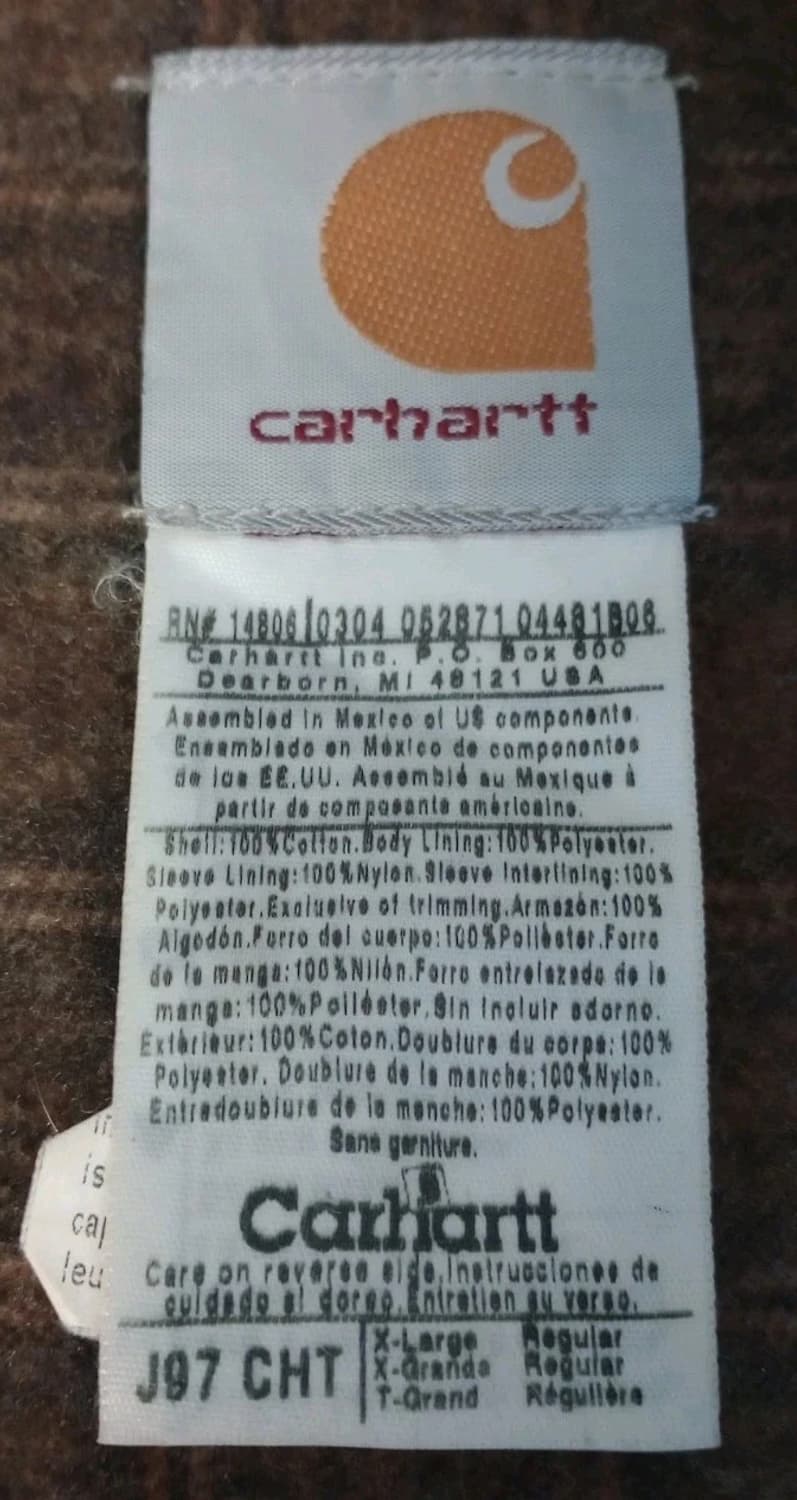 carhartt
RN# 14806 0304 062871 04481B06
Carhartt Inc. P.O. Box 600
Dearborn, MI 48121 USA
Assembled in Mexico of US components.
Ensamblado en México de componentes
de los EE.UU. Assemblé au Mexique à
partir de composants américains.
Shell:100%Cotton.Body Lining:100%Polyester.
Sleeve Lining:100%Nylon.Sleeve Interlining:100%
Polyester.Exclusive of trimming.Armazón:100%
Algodón.Forro del cuerpo:100%Poliéster.Forro
de la manga:100%Nilón.Forro entrelazado de la
manga:100%Poliéster.Sin incluir adorno.
Extérieur:100%Coton.Doublure du corps:100%
Polyester. Doublure de la manche:100%Nylon.
Entredoublure de la manche:100%Polyester.
Sans garniture.
Carhartt
Care on reverse side.Instrucciones de
cuidado al dorso.Entretien au verso.
J97 CHT
X-Large Regular
X-Grande Regular
T-Grand Régulière
is
cap
leu